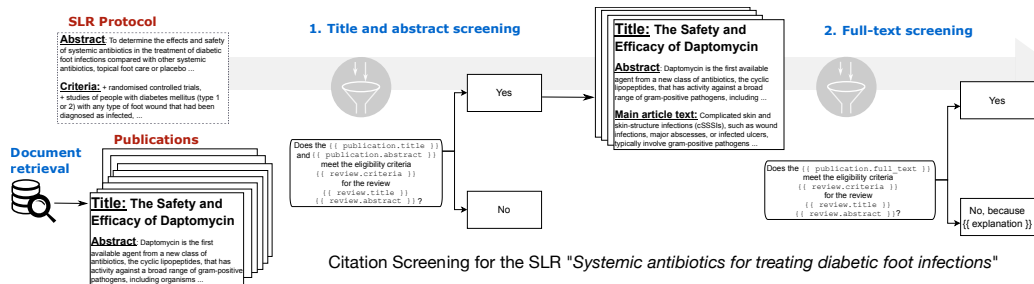 SLR Protocol
Abstract: To determine the effects and safety
of systemic antibiotics in the treatment of diabetic
foot infections compared with other systemic
antibiotics, topical foot care or placebo ...
Criteria: + randomised controlled trials,
+ studies of people with diabetes mellitus (type 1
or 2) with any type of foot wound that had been
diagnosed as infected, ...
Document
retrieval
Publications
Title: The Safety and
Efficacy of Daptomycin
Abstract: Daptomycin is the first
available agent from a new class of
antibiotics, the cyclic lipopeptides, that has
activity against a broad range of gram-positive
pathogens, including organisms ...
1. Title and abstract screening
Does the {{ publication.title }}
and {{ publication.abstract }}
meet the eligibility criteria
{{ review.criteria }}
for the review
{{ review.title }}
{{ review.abstract }}?
Yes
No
Title: The Safety and
Efficacy of Daptomycin
Abstract: Daptomycin is the first available
agent from a new class of antibiotics, the cyclic
lipopeptides, that has activity against a broad
range of gram-positive pathogens, including ...
Main article text: Complicated skin and
skin-structure infections (cSSSIs), such as wound
infections, major abscesses, or infected ulcers,
typically involve gram-positive pathogens ...
2. Full-text screening
Does the {{ publication.full_text }}
meet the eligibility criteria
{{ review.criteria }}
for the review
{{ review.title }}
{{ review.abstract }}?
Yes
No, because
{{ explanation }}
Citation Screening for the SLR "Systemic antibiotics for treating diabetic foot infections"